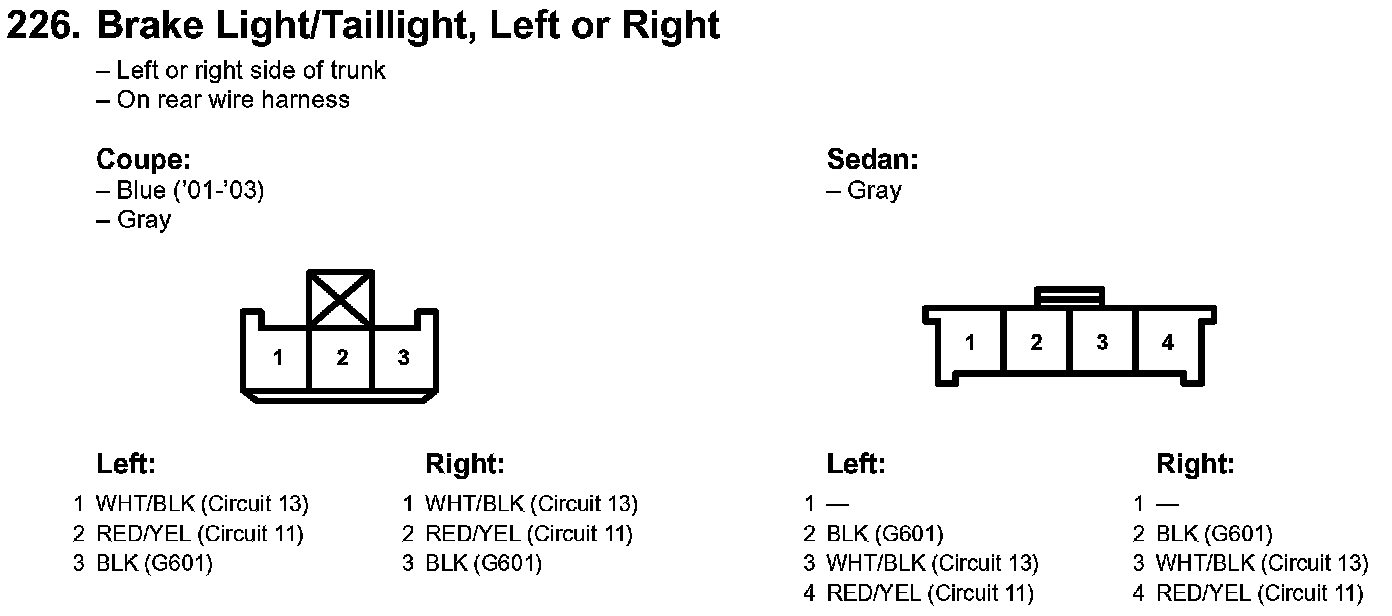 226. Brake Light/Taillight, Left or Right
– Left or right side of trunk
– On rear wire harness
Coupe:
– Blue (’01-’03)
– Gray
1 2 3
Left:
1 WHT/BLK (Circuit 13)
2 RED/YEL (Circuit 11)
3 BLK (G601)
Right:
1 WHT/BLK (Circuit 13)
2 RED/YEL (Circuit 11)
3 BLK (G601)
Sedan:
– Gray
1 2 3 4
Left:
1 —
2 BLK (G601)
3 WHT/BLK (Circuit 13)
4 RED/YEL (Circuit 11)
Right:
1 —
2 BLK (G601)
3 WHT/BLK (Circuit 13)
4 RED/YEL (Circuit 11)